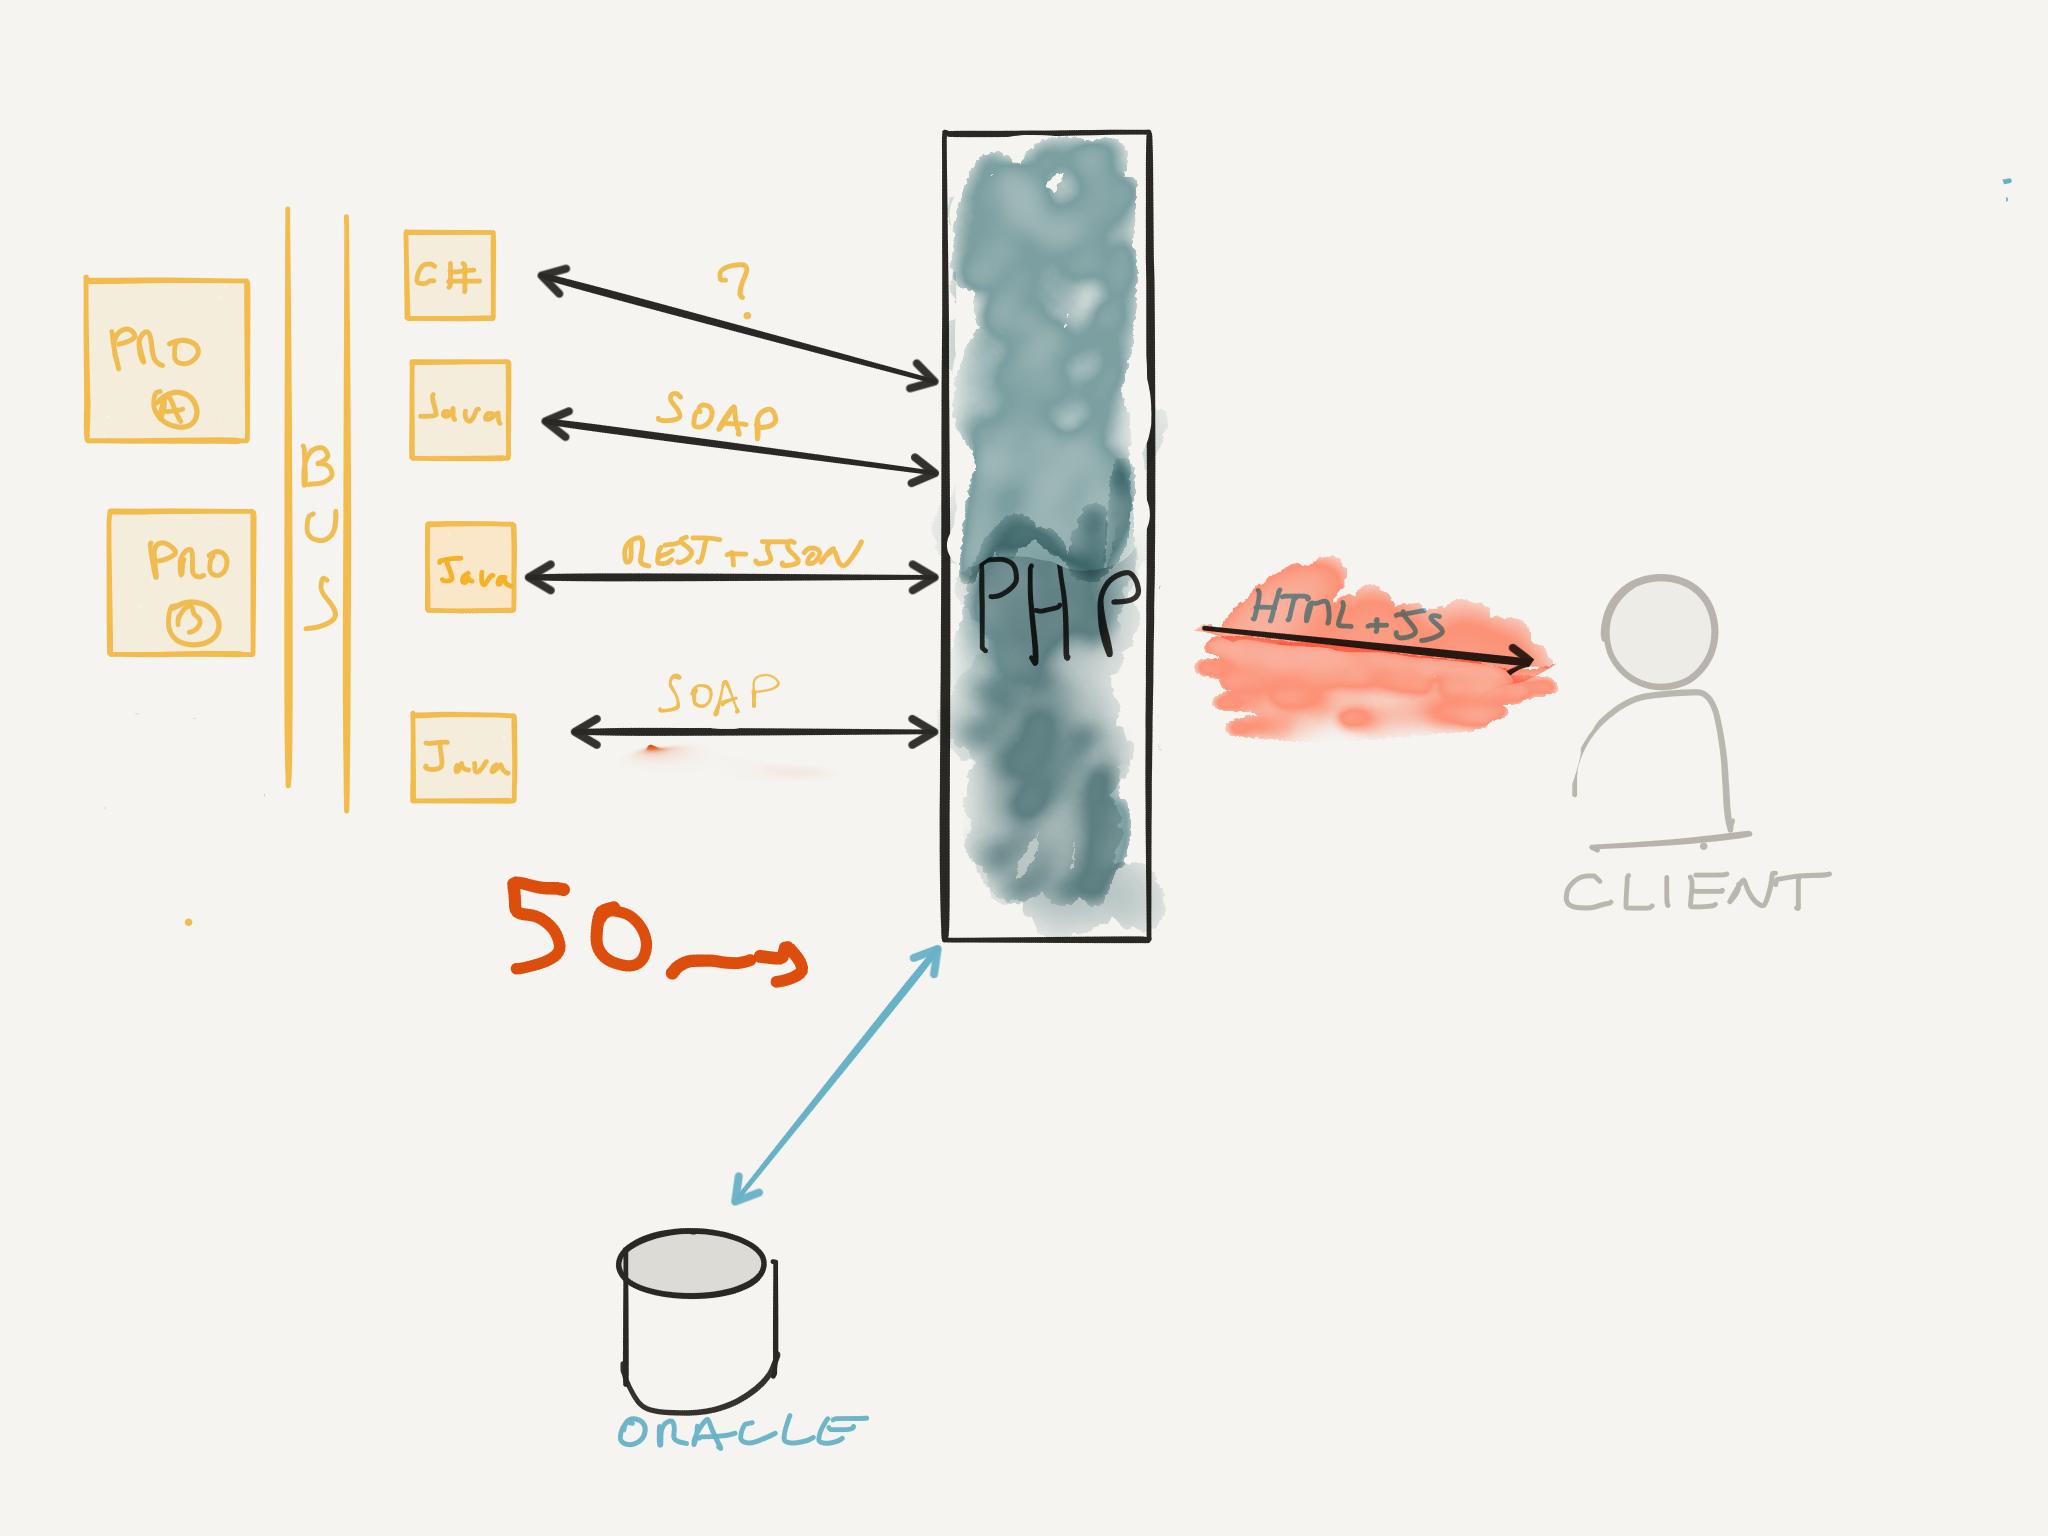 C#
?
PRO
A
Java
SOAP
BUS
PRO
Java
REST+JSON
PHP
HTML+JS
Java
SOAP
CLIENT
50
ORACLE